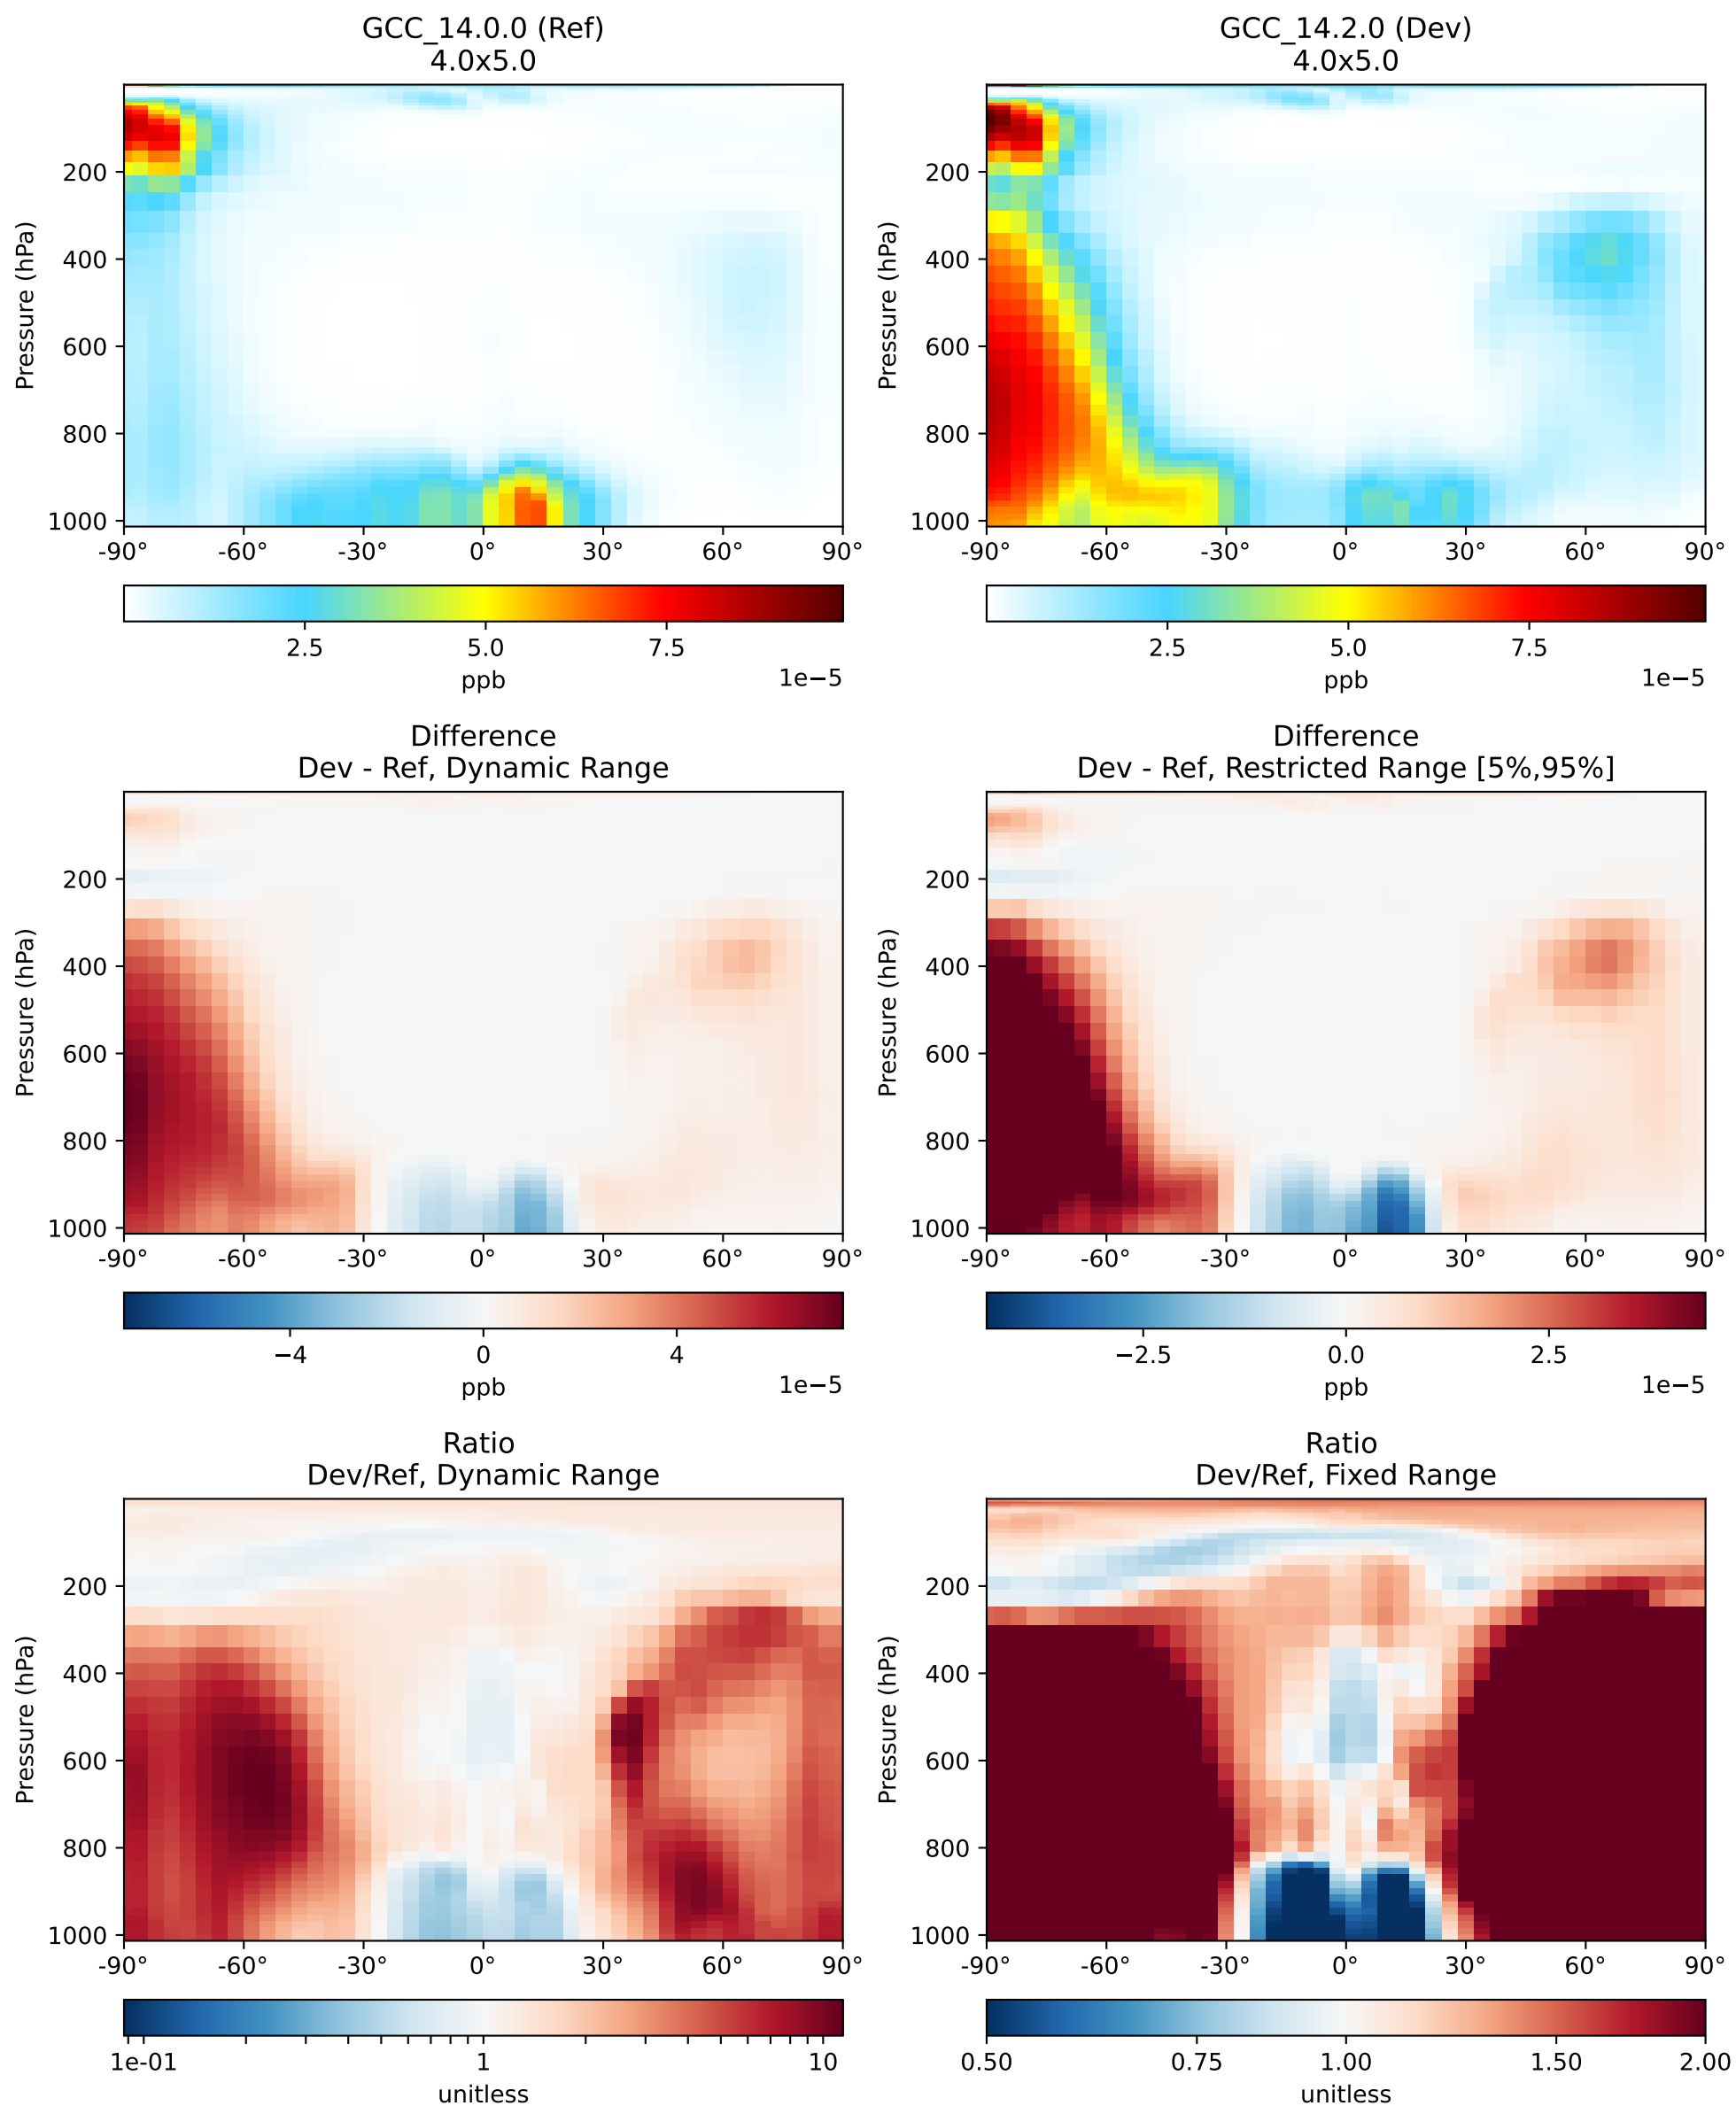 GCC_14.0.0 (Ref)
4.0x5.0
Pressure (hPa)
200
400
600
800
1000
-90° -60° -30° 0° 30° 60° 90°
2.5 5.0 7.5
ppb
1e−5
GCC_14.2.0 (Dev)
4.0x5.0
Pressure (hPa)
200
400
600
800
1000
-90° -60° -30° 0° 30° 60° 90°
2.5 5.0 7.5
ppb
1e−5
Difference
Dev - Ref, Dynamic Range
Pressure (hPa)
200
400
600
800
1000
-90° -60° -30° 0° 30° 60° 90°
−4 0 4
ppb
1e−5
Difference
Dev - Ref, Restricted Range [5%,95%]
Pressure (hPa)
200
400
600
800
1000
-90° -60° -30° 0° 30° 60° 90°
−2.5 0.0 2.5
ppb
1e−5
Ratio
Dev/Ref, Dynamic Range
Pressure (hPa)
200
400
600
800
1000
-90° -60° -30° 0° 30° 60° 90°
1e-01 1 10
unitless
Ratio
Dev/Ref, Fixed Range
Pressure (hPa)
200
400
600
800
1000
-90° -60° -30° 0° 30° 60° 90°
0.50 0.75 1.00 1.50 2.00
unitless